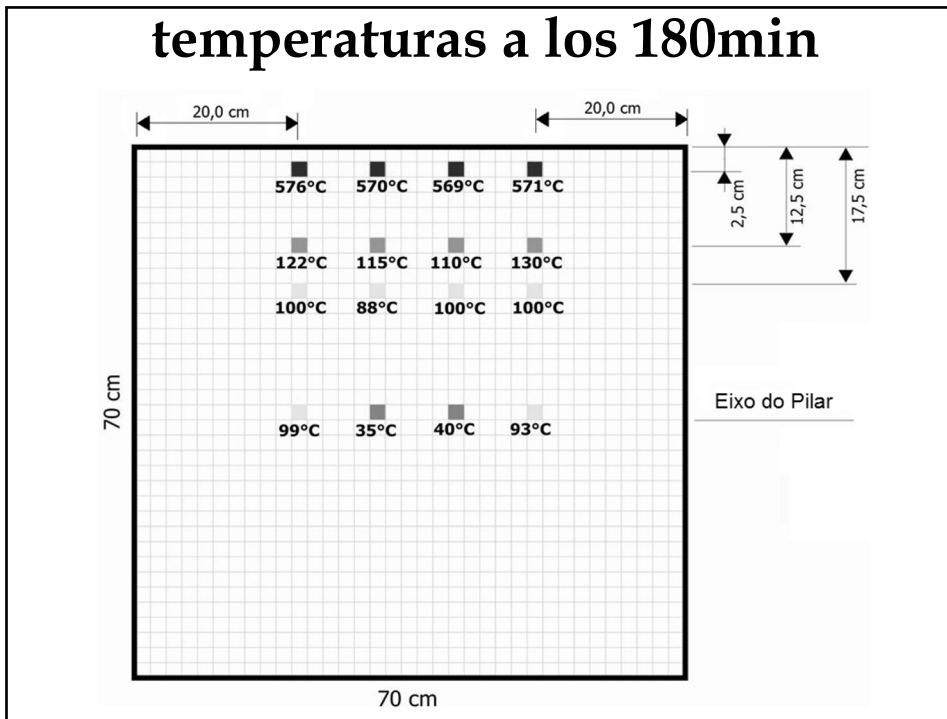 temperaturas a los 180min
20,0 cm
20,0 cm
2,5 cm
12,5 cm
17,5 cm
576°C 570°C 569°C 571°C
122°C 115°C 110°C 130°C
100°C 88°C 100°C 100°C
70 cm
Eixo do Pilar
99°C 35°C 40°C 93°C
70 cm